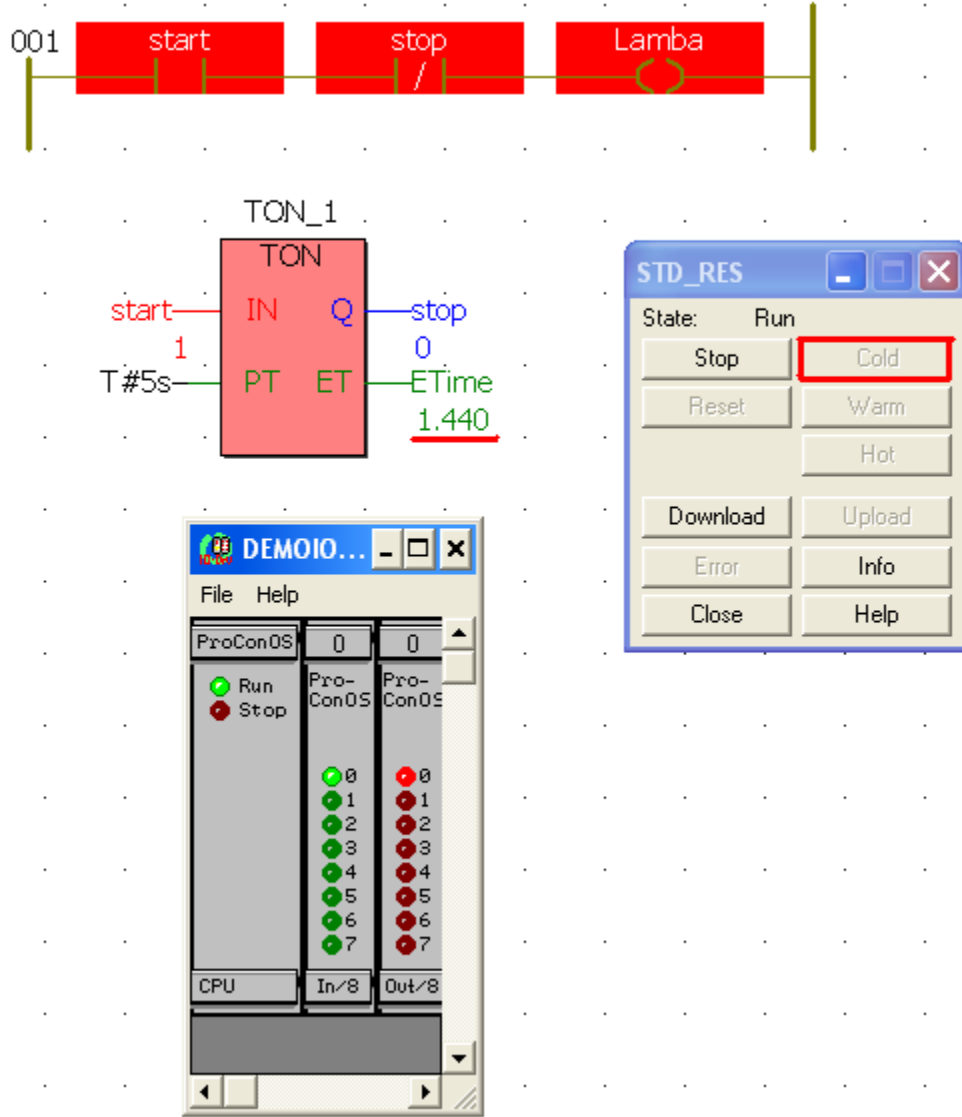 001 start stop Lamba
/
TON_1
TON
start IN Q stop
1 0
T#5s PT ET ETime
1.440
STD_RES
State: Run
Stop Cold
Reset Warm
Hot
Download Upload
Error Info
Close Help
DEMOIO...
File Help
ProConOS 0 0
Run
Stop
Pro-
ConOS
Pro-
ConOS
0 0
1 1
2 2
3 3
4 4
5 5
6 6
7 7
CPU In/8 Out/8